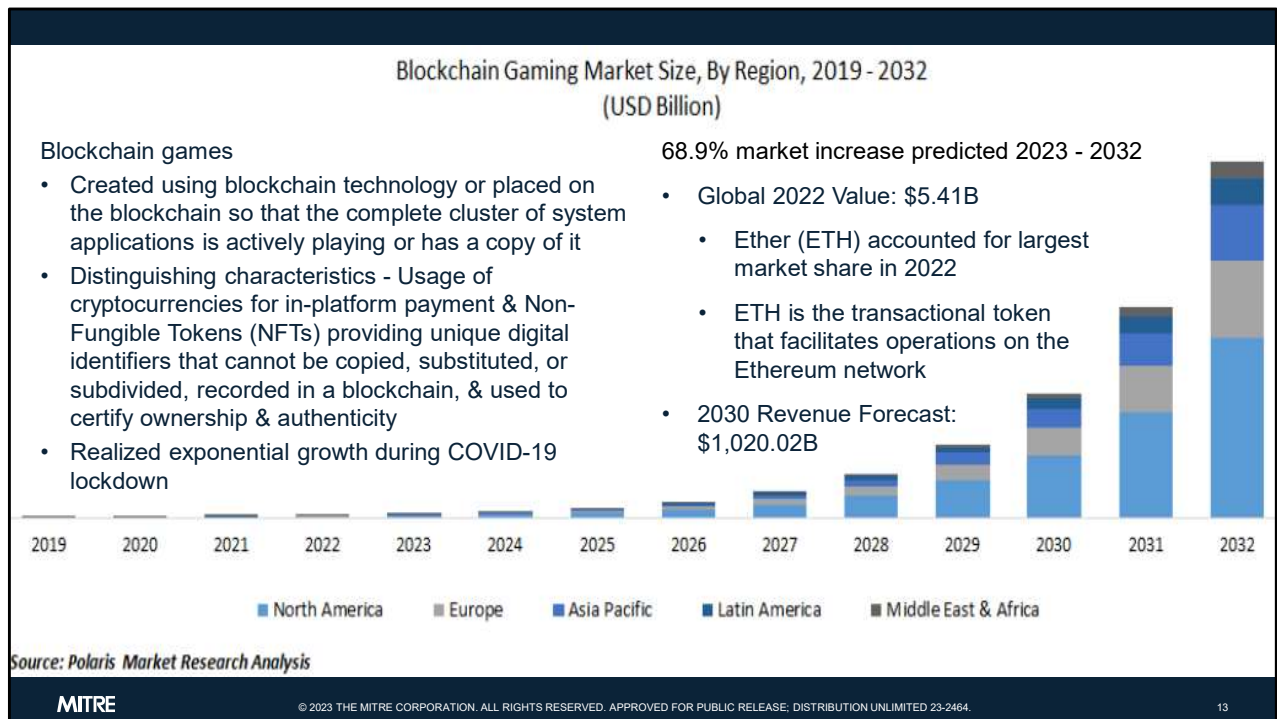 Blockchain Gaming Market Size, By Region, 2019 - 2032
(USD Billion)
Blockchain games
• Created using blockchain technology or placed on
the blockchain so that the complete cluster of system
applications is actively playing or has a copy of it
• Distinguishing characteristics - Usage of
cryptocurrencies for in-platform payment & Non-
Fungible Tokens (NFTs) providing unique digital
identifiers that cannot be copied, substituted, or
subdivided, recorded in a blockchain, & used to
certify ownership & authenticity
• Realized exponential growth during COVID-19
lockdown
68.9% market increase predicted 2023 - 2032
• Global 2022 Value: $5.41B
• Ether (ETH) accounted for largest
market share in 2022
• ETH is the transactional token
that facilitates operations on the
Ethereum network
• 2030 Revenue Forecast:
$1,020.02B
2019 2020 2021 2022 2023 2024 2025 2026 2027 2028 2029 2030 2031 2032
North America Europe Asia Pacific Latin America Middle East & Africa
Source: Polaris Market Research Analysis
MITRE © 2023 THE MITRE CORPORATION. ALL RIGHTS RESERVED. APPROVED FOR PUBLIC RELEASE; DISTRIBUTION UNLIMITED 23-2464. 13